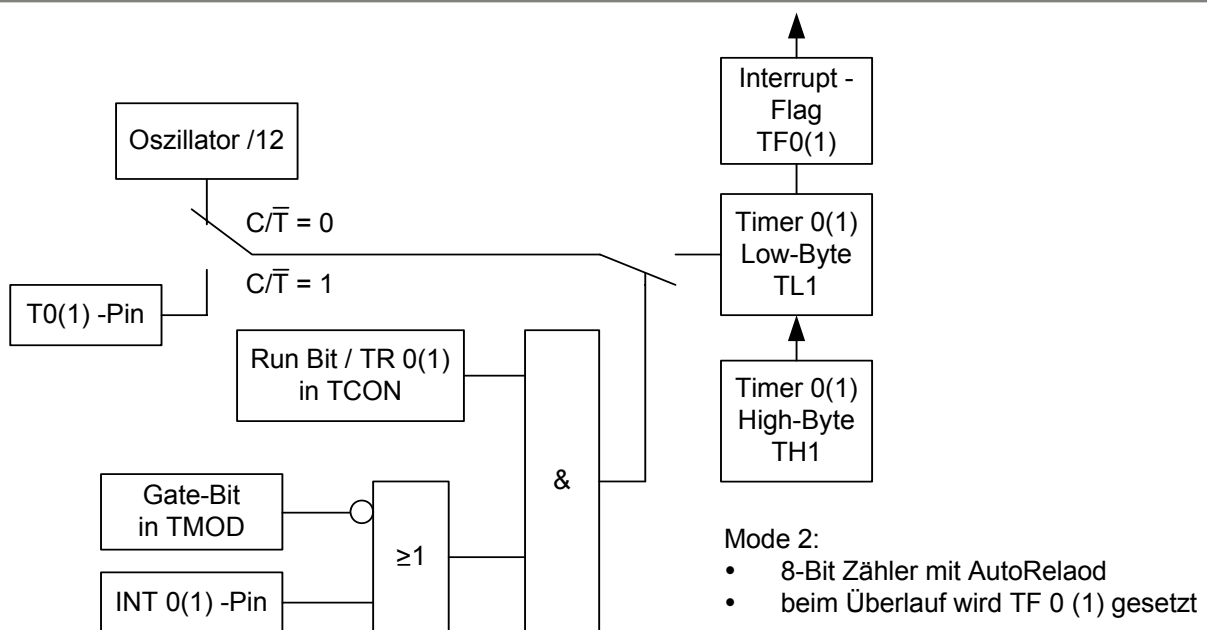 Interrupt -
Flag
TF0(1)
Oszillator /12
C/T̅ = 0
Timer 0(1)
Low-Byte
TL1
C/T̅ = 1
T0(1) -Pin
Run Bit / TR 0(1)
in TCON
Timer 0(1)
High-Byte
TH1
&
Gate-Bit
in TMOD
≥1
INT 0(1) -Pin
Mode 2:
• 8-Bit Zähler mit AutoRelaod
• beim Überlauf wird TF 0 (1) gesetzt